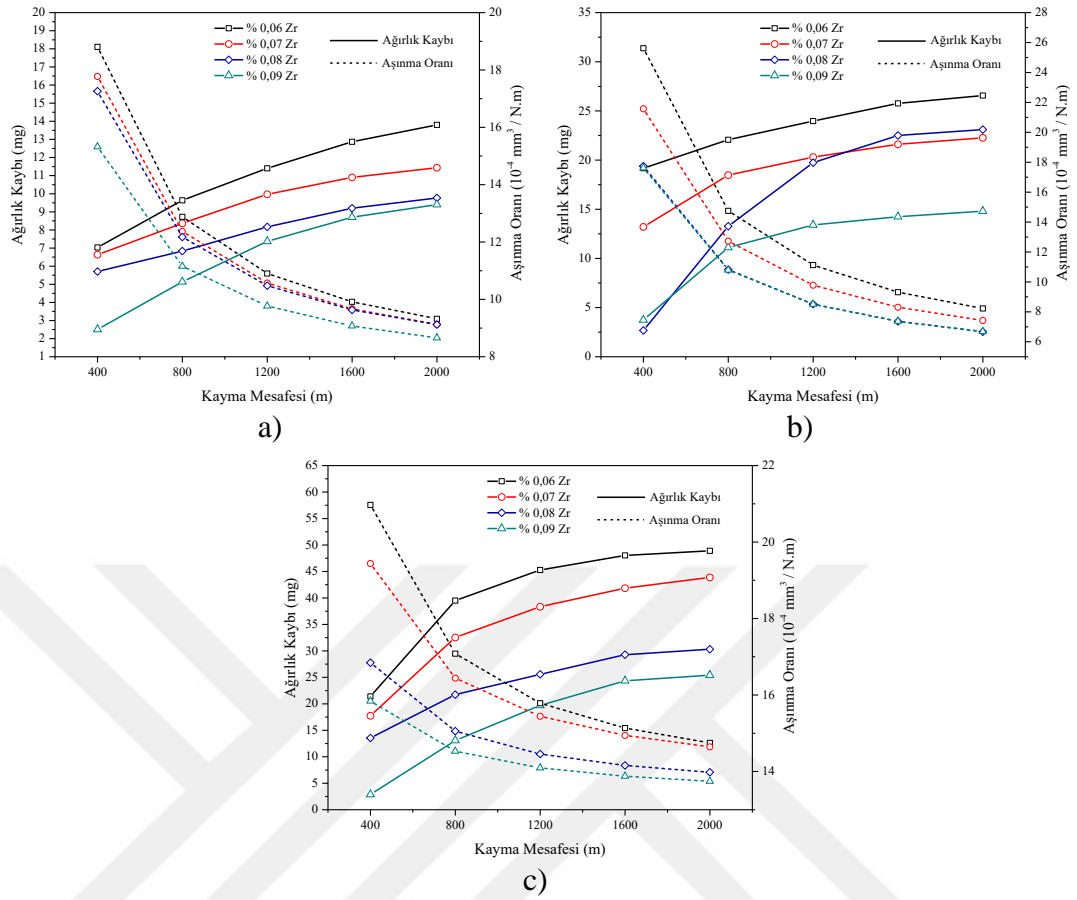 20
19
18
17
16
15
14
13
12
11
10
9
8
7
6
5
4
3
2
1
Ağırlık Kaybı (mg)
% 0,06 Zr
% 0,07 Zr
% 0,08 Zr
% 0,09 Zr
Ağırlık Kaybı
Aşınma Oranı
20
18
16
14
12
10
8
Aşınma Oranı (10⁻⁴ mm³ / N.m)
400 800 1200 1600 2000
Kayma Mesafesi (m)
a)
35
30
25
20
15
10
5
0
Ağırlık Kaybı (mg)
% 0,06 Zr
% 0,07 Zr
% 0,08 Zr
% 0,09 Zr
Ağırlık Kaybı
Aşınma Oranı
28
26
24
22
20
18
16
14
12
10
8
6
Aşınma Oranı (10⁻⁴ mm³ / N.m)
400 800 1200 1600 2000
Kayma Mesafesi (m)
b)
65
60
55
50
45
40
35
30
25
20
15
10
5
0
Ağırlık Kaybı (mg)
% 0,06 Zr
% 0,07 Zr
% 0,08 Zr
% 0,09 Zr
Ağırlık Kaybı
Aşınma Oranı
22
20
18
16
14
Aşınma Oranı (10⁻⁴ mm³ / N.m)
400 800 1200 1600 2000
Kayma Mesafesi (m)
c)